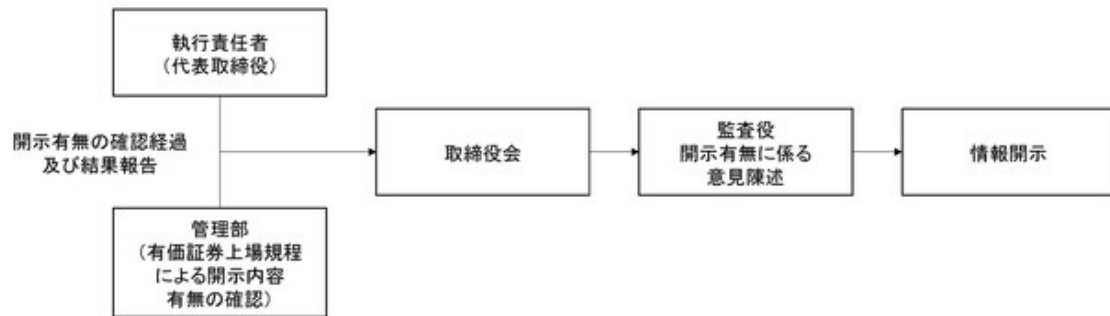 執行責任者
（代表取締役）
開示有無の確認経過
及び結果報告
管理部
（有価証券上場規程
による開示内容
有無の確認）
取締役会
監査役
開示有無に係る
意見陳述
情報開示